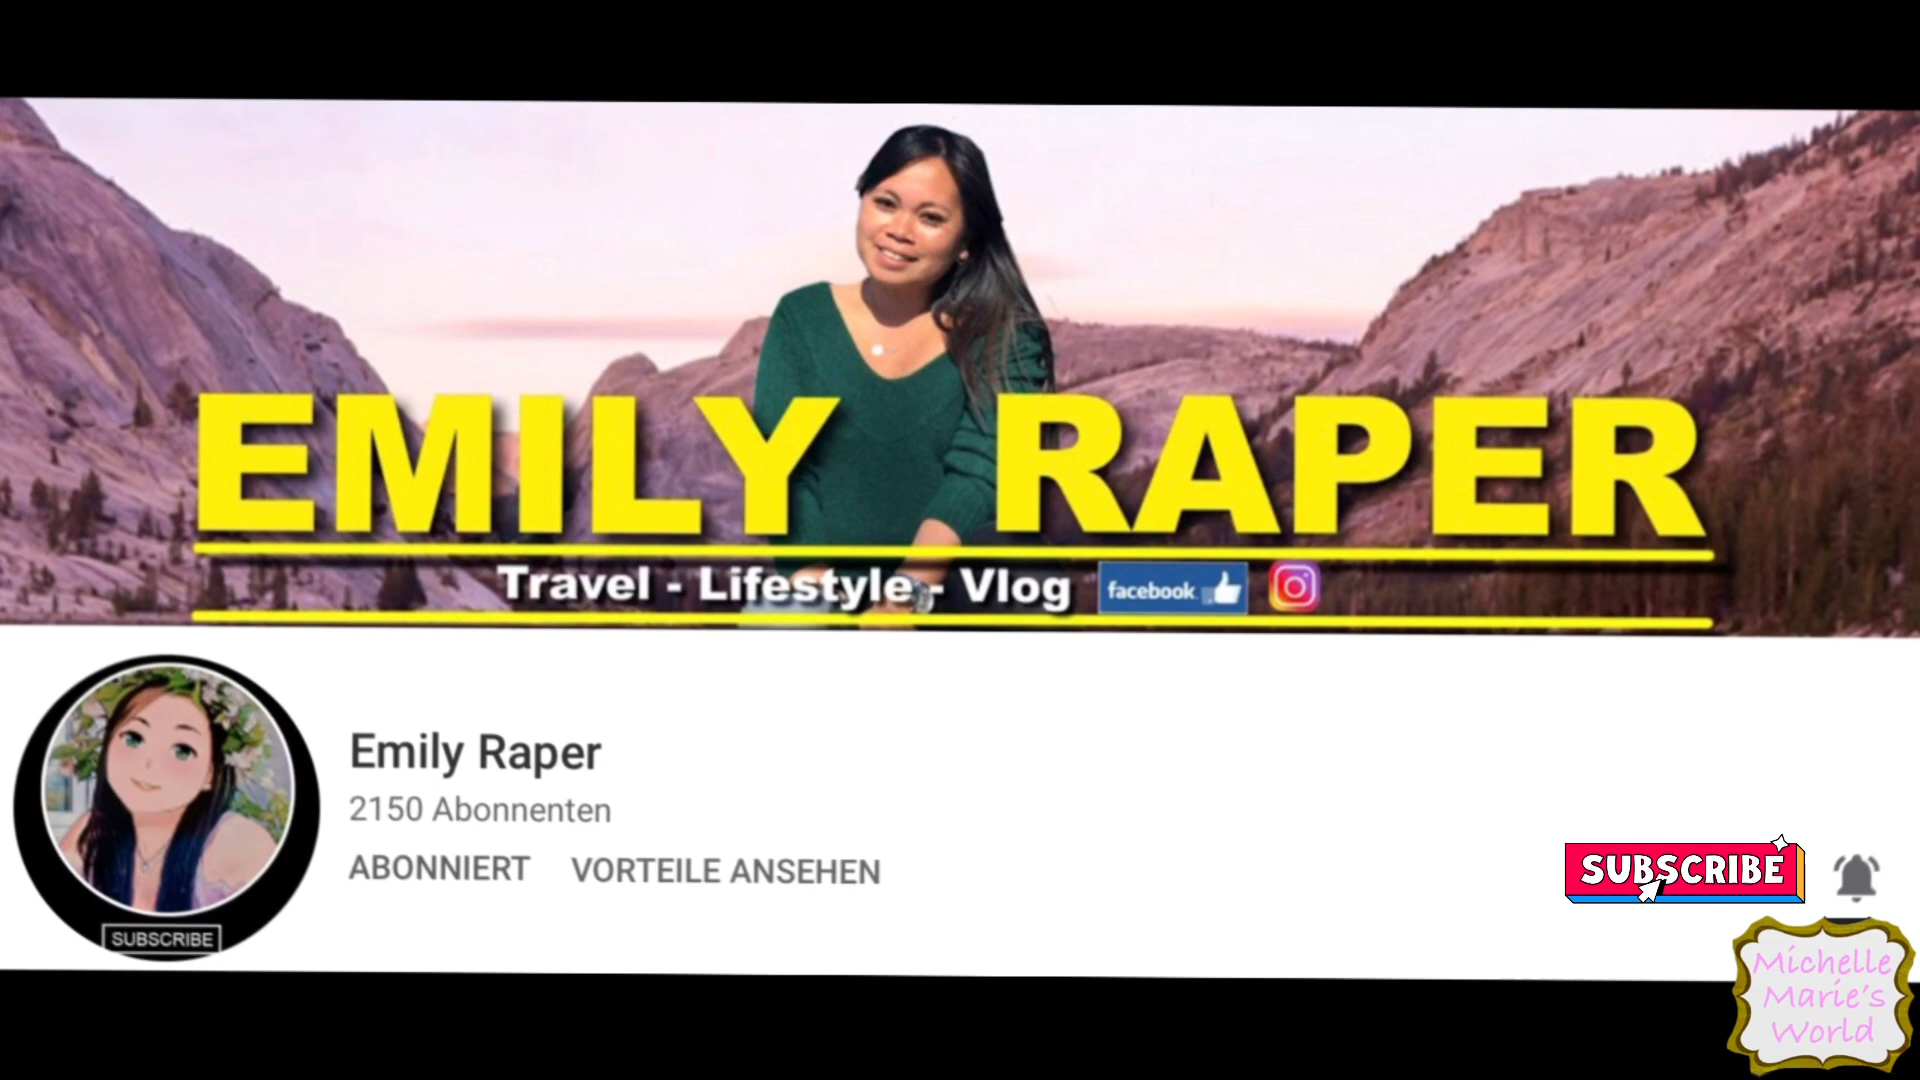 EMILY RAPER
Travel - Lifestyle - Vlog facebook
Emily Raper
2150 Abonnenten
ABONNIERT VORTEILE ANSEHEN
SUBSCRIBE
SUBSCRIBE
Michelle
Marie's
World